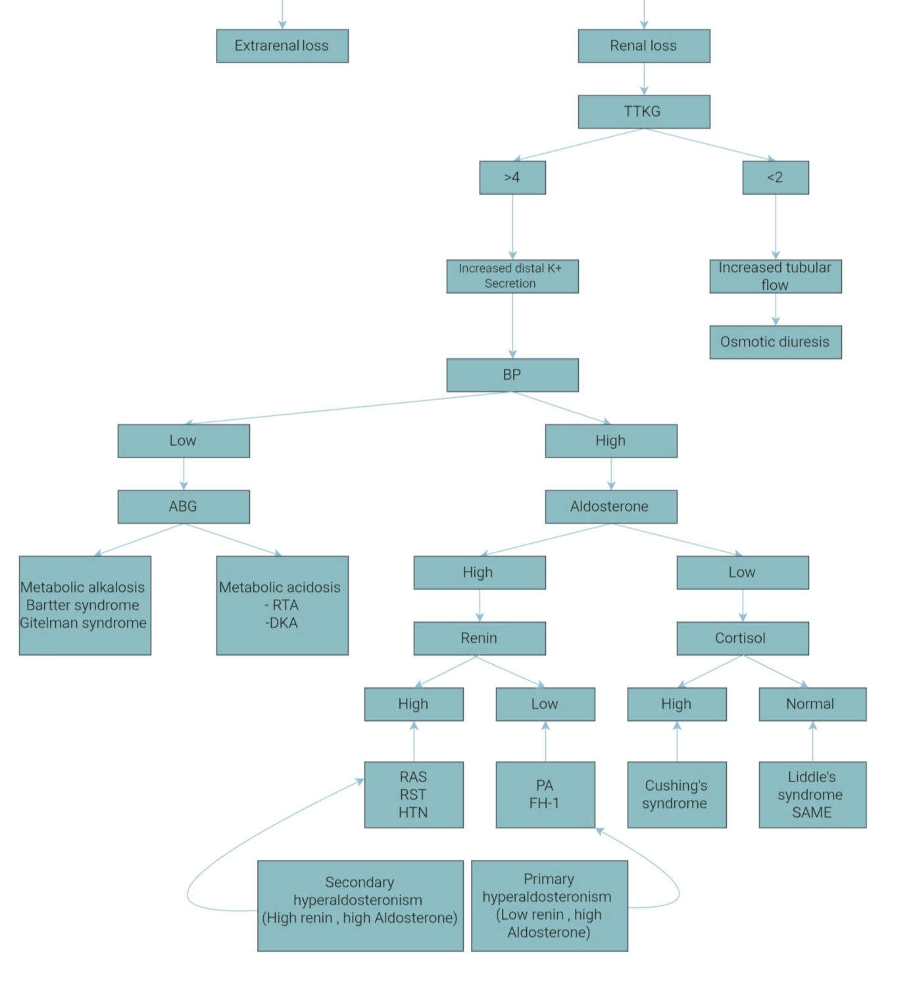 Extrarenal loss
Renal loss
TTKG
>4
<2
Increased distal K+
Secretion
Increased tubular
flow
Osmotic diuresis
BP
Low
High
ABG
Aldosterone
Metabolic alkalosis
Bartter syndrome
Gitelman syndrome
Metabolic acidosis
- RTA
-DKA
High
Low
Renin
Cortisol
High
Low
High
Normal
RAS
RST
HTN
PA
FH-1
Cushing's
syndrome
Liddle's
syndrome
SAME
Secondary
hyperaldosteronism
(High renin , high Aldosterone)
Primary
hyperaldosteronism
(Low renin , high
Aldosterone)